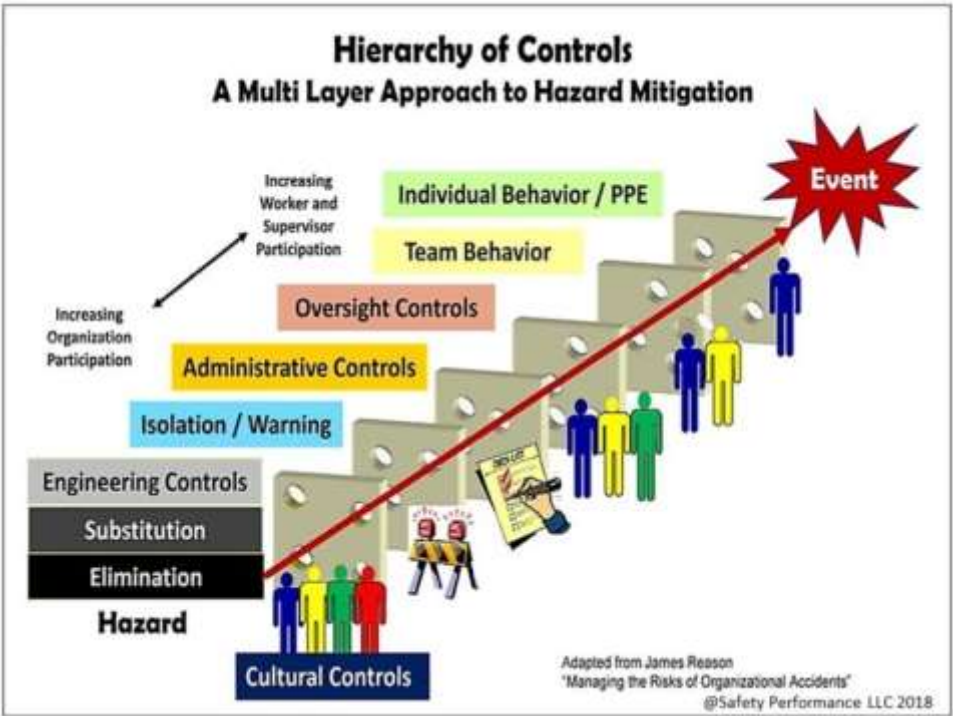 Hierarchy of Controls
A Multi Layer Approach to Hazard Mitigation
Event
Increasing
Worker and
Supervisor
Participation
Individual Behavior / PPE
Team Behavior
Oversight Controls
Increasing
Organization
Participation
Administrative Controls
Isolation / Warning
Engineering Controls
Substitution
Elimination
Hazard
Cultural Controls
Adapted from James Reason
"Managing the Risks of Organizational Accidents"
@Safety Performance LLC 2018